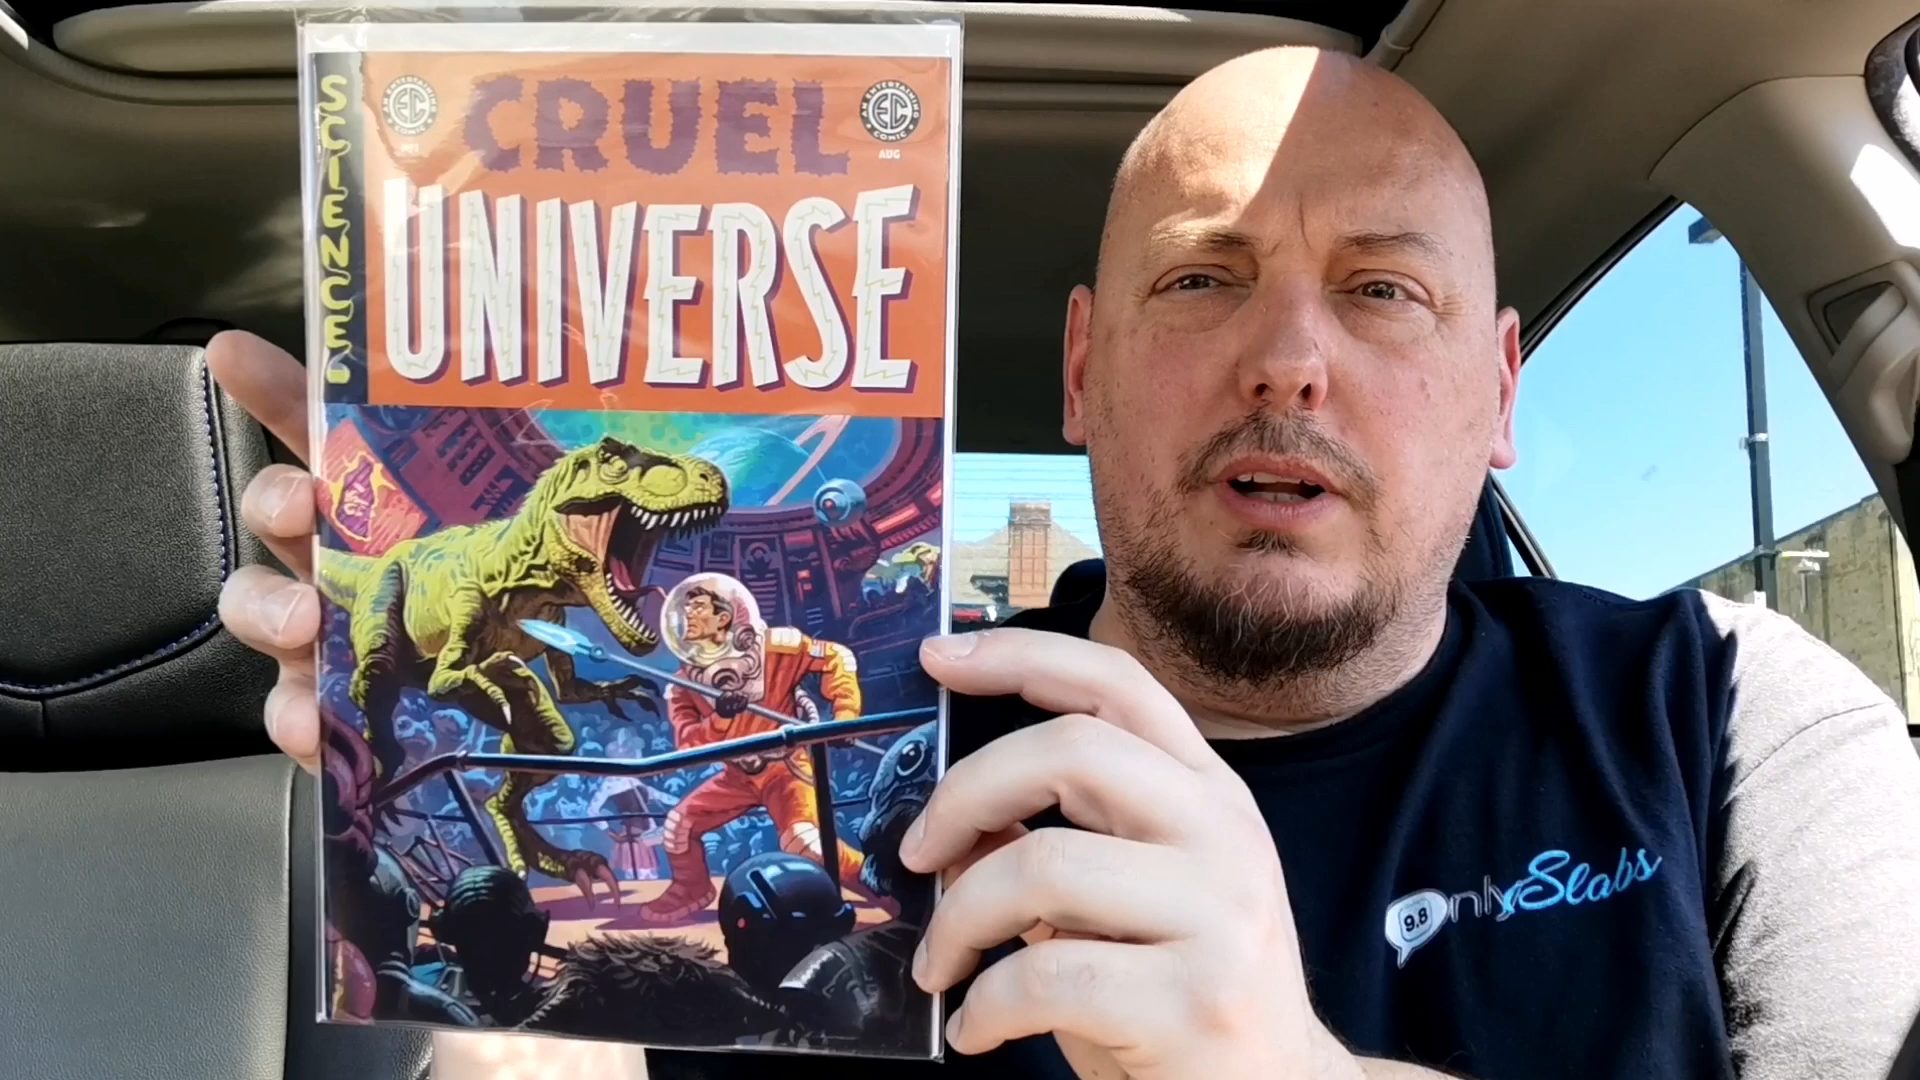 SCIENCE!
AN ENTERTAINING
EC
COMIC
CRUEL
AN ENTERTAINING
EC
COMIC
AUG
UNIVERSE
9.8
OnlySlabs